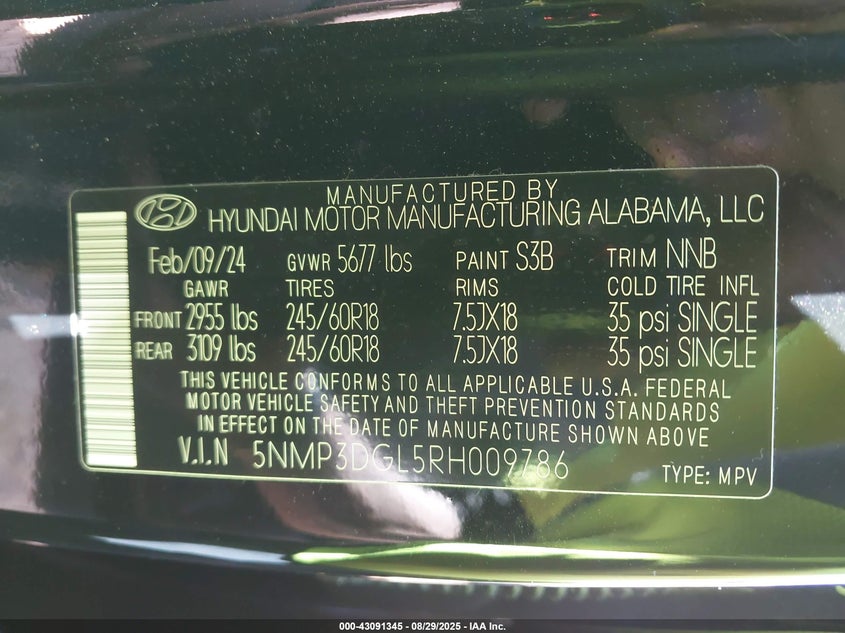 MANUFACTURED BY
HYUNDAI MOTOR MANUFACTURING ALABAMA, LLC
Feb/09/24 GVWR 5677 lbs PAINT S3B TRIM NNB
GAWR TIRES RIMS COLD TIRE INFL
FRONT 2955 lbs 245/60R18 7.5JX18 35 psi SINGLE
REAR 3109 lbs 245/60R18 7.5JX18 35 psi SINGLE
THIS VEHICLE CONFORMS TO ALL APPLICABLE U.S.A. FEDERAL
MOTOR VEHICLE SAFETY AND THEFT PREVENTION STANDARDS
IN EFFECT ON THE DATE OF MANUFACTURE SHOWN ABOVE
V.I.N 5NMP3DGL5RH009786 TYPE: MPV
000-43091345 - 08/29/2025 - IAA Inc.